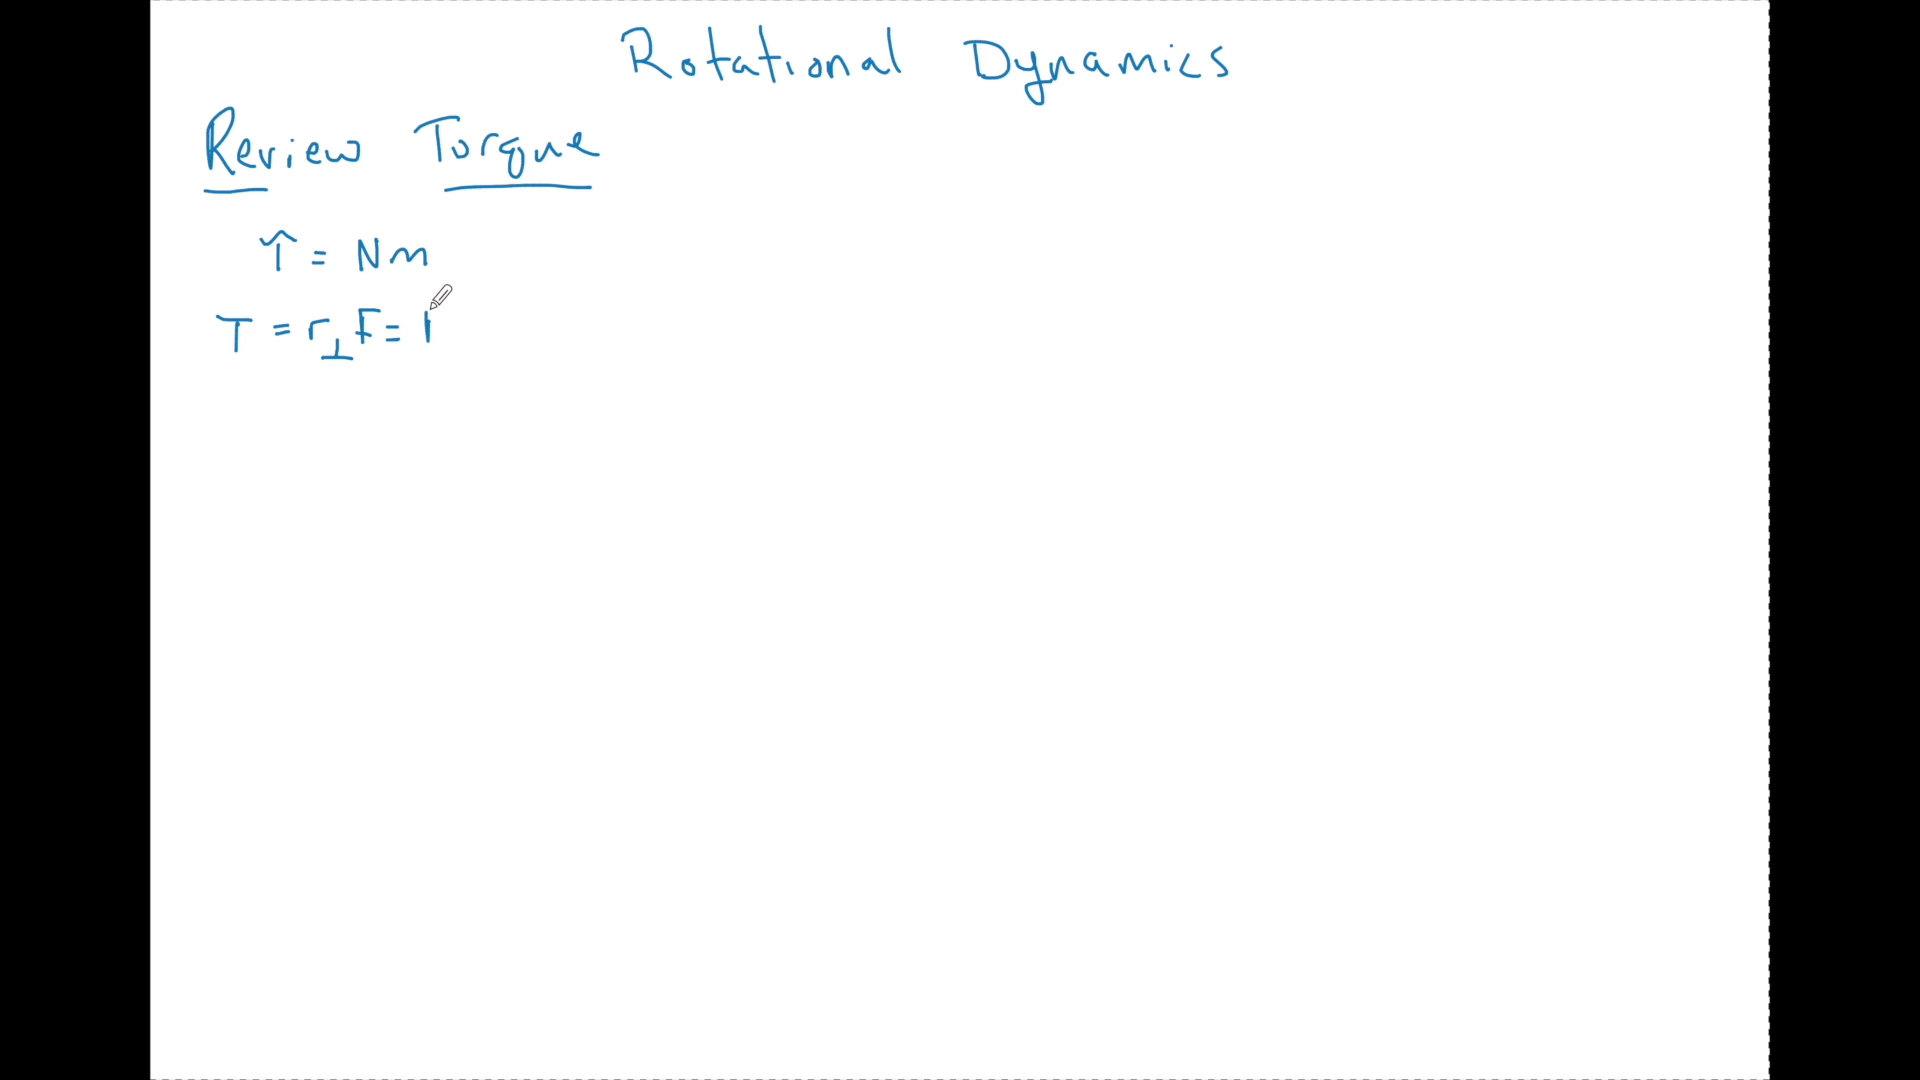 Rotational Dynamics
Review Torque
T = Nm
T = r⊥ F = r